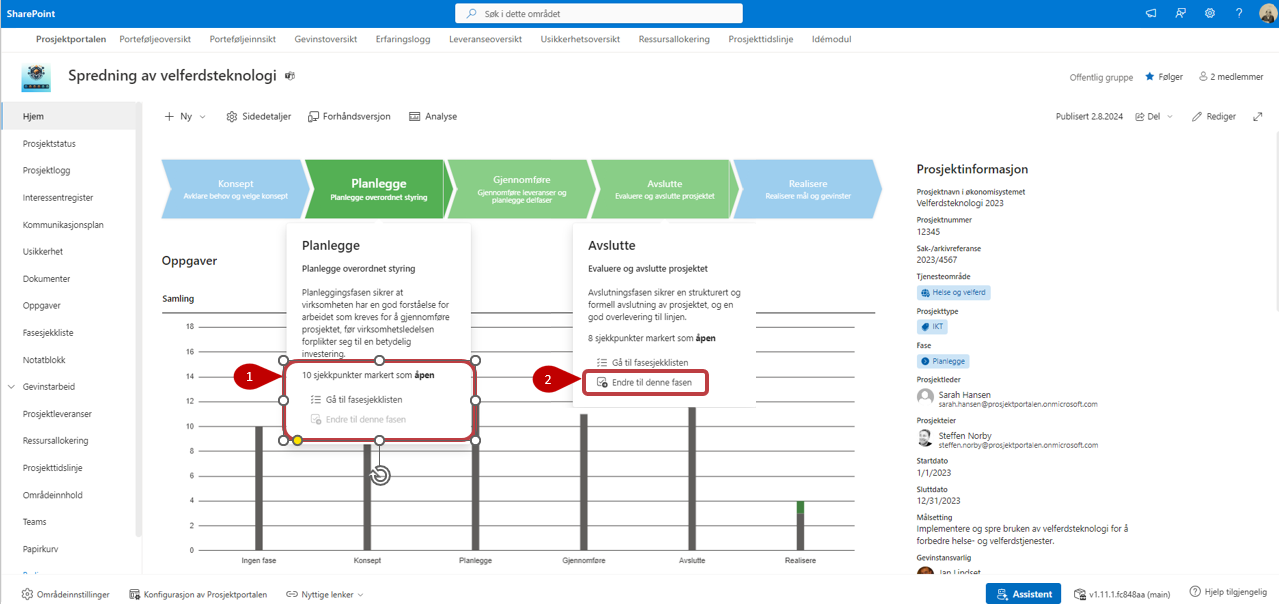 SharePoint
Søk i dette området
?
Prosjektportalen Porteføljeoversikt Porteføljeinnsikt Gevinstoversikt Erfaringslogg Leveranseoversikt Usikkerhetsoversikt Ressursallokering Prosjekttidslinje Idémodul
Spredning av velferdsteknologi
Offentlig gruppe Følger 2 medlemmer
Hjem
Prosjektstatus
Prosjektlogg
Interessentregister
Kommunikasjonsplan
Usikkerhet
Dokumenter
Oppgaver
Fasesjekkliste
Notatblokk
Gevinstarbeid
Prosjektleveranser
Ressursallokering
Prosjekttidslinje
Områdeinnhold
Teams
Papirkurv
Ny Sidedetaljer Forhåndsversjon Analyse
Publisert 2.8.2024 Del Rediger
Konsept
Avklare behov og velge konsept
Planlegge
Planlegge overordnet styring
Gjennomføre
Gjennomføre leveranser og
planlegge delfaser
Avslutte
Evaluere og avslutte prosjektet
Realisere
Realisere mål og gevinster
Oppgaver
Samling
18
16
14
12
10
8
6
4
2
0
Ingen fase Konsept Planlegge Gjennomføre Avslutte Realisere
Planlegge
Planlegge overordnet styring
Planleggingsfasen sikrer at
virksomheten har en god forståelse for
arbeidet som kreves for å gjennomføre
prosjektet, før virksomhetsledelsen
forplikter seg til en betydelig
investering.
1
10 sjekkpunkter markert som åpen
Gå til fasesjekklisten
Endre til denne fasen
Avslutte
Evaluere og avslutte prosjektet
Avslutningsfasen sikrer en strukturert og
formell avslutning av prosjektet, og en
god overlevering til linjen.
8 sjekkpunkter markert som åpen
Gå til fasesjekklisten
2
Endre til denne fasen
Prosjektinformasjon
Prosjektnavn i økonomisystemet
Velferdsteknologi 2023
Prosjektnummer
12345
Sak-/arkivreferanse
2023/4567
Tjenesteområde
Helse og velferd
Prosjekttype
IKT
Fase
Planlegge
Prosjektleder
Sarah Hansen
sarah.hansen@prosjektportalen.onmicrosoft.com
Prosjekteier
Steffen Norby
steffen.norby@prosjektportalen.onmicrosoft.com
Startdato
1/1/2023
Sluttdato
12/31/2023
Målsetting
Implementere og spre bruken av velferdsteknologi for å
forbedre helse- og velferdstjenester.
Gevinstansvarlig
Jan Lindset
Områdeinnstillinger Konfigurasjon av Prosjektportalen Nyttige lenker
Assistent v1.11.1.fc848aa (main) Hjelp tilgjengelig